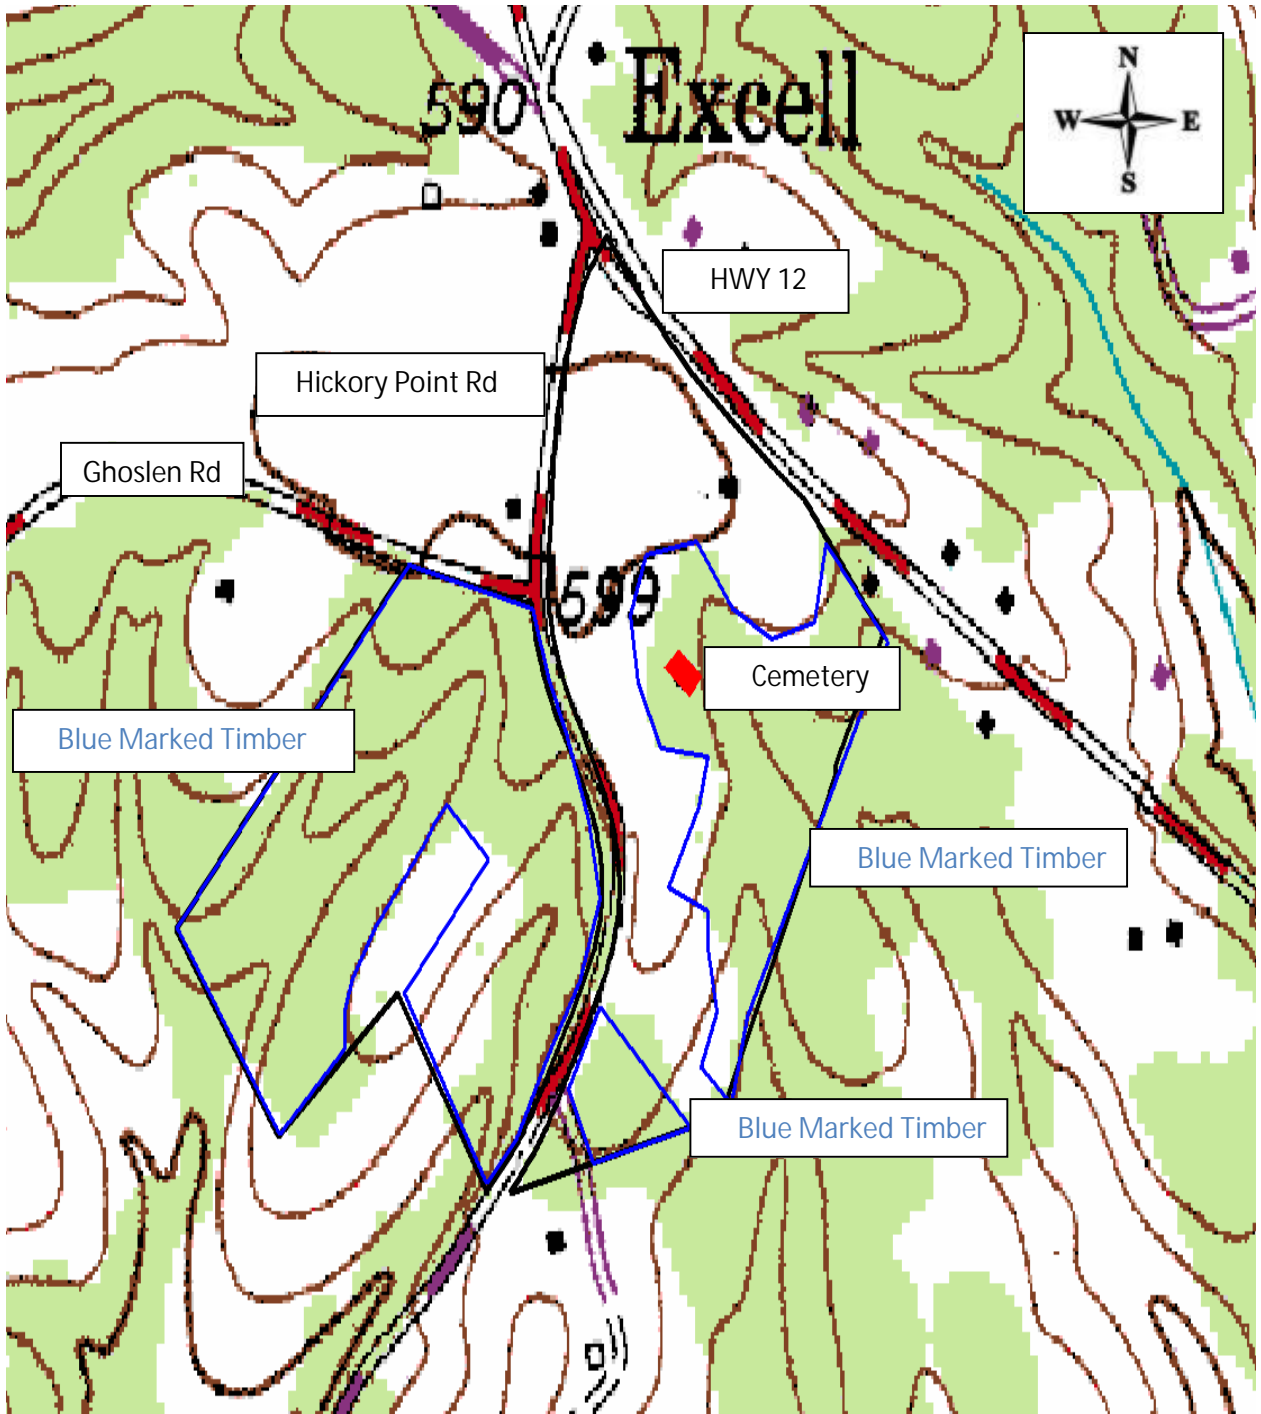 N
590
Excell
W
E
S
HWY 12
Hickory Point Rd
Ghoslen Rd
599
Cemetery
Blue Marked Timber
Blue Marked Timber
Blue Marked Timber